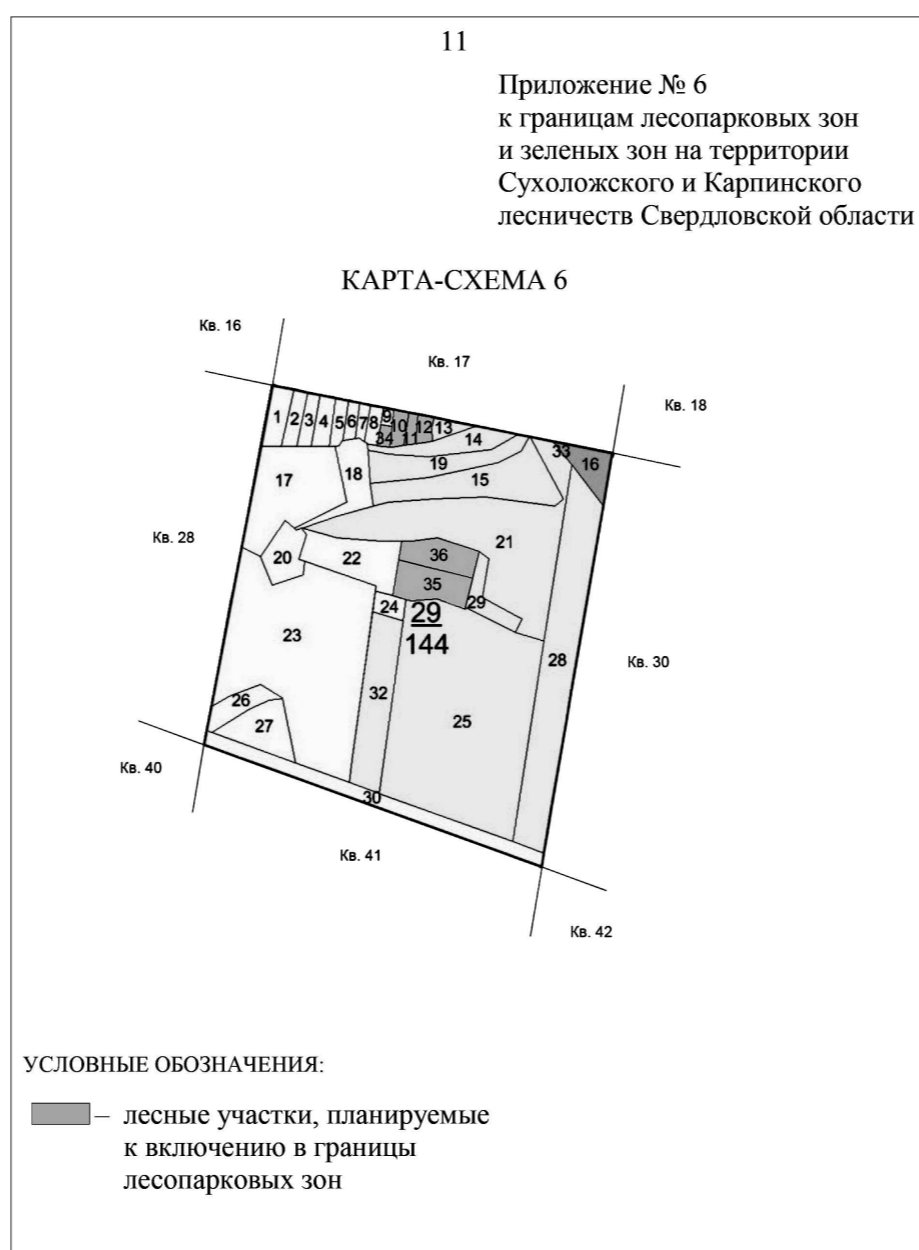 11
Приложение № 6
к границам лесопарковых зон
и зеленых зон на территории
Сухоложского и Карпинского
лесничеств Свердловской области
КАРТА-СХЕМА 6
Кв. 16
Кв. 17
Кв. 18
1 2 3 4 5 6 7 8 9 10 11 12 13
34
14
33
16
19
17
18
15
Кв. 28
20
22
36
21
35
24
29
29
144
23
28
Кв. 30
32
25
26
27
Кв. 40
30
Кв. 41
Кв. 42
УСЛОВНЫЕ ОБОЗНАЧЕНИЯ:
– лесные участки, планируемые
к включению в границы
лесопарковых зон